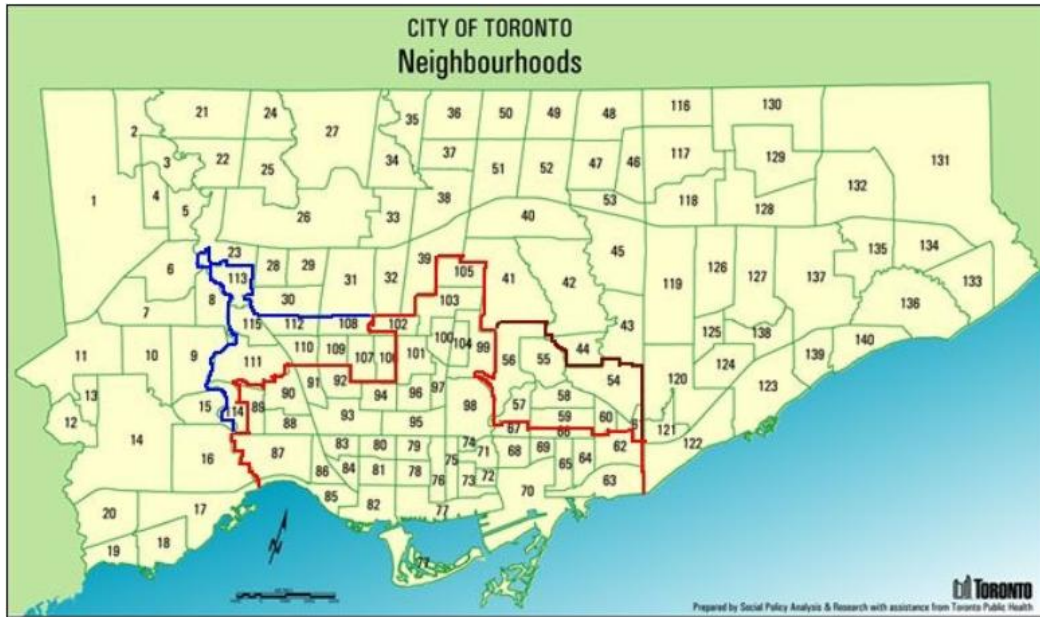 CITY OF TORONTO
Neighbourhoods
21 24 27 35 36 50 49 48 116 130
2 22 25 34 37 51 52 47 46 117 129 131
3 4 5 1 26 33 38 40 53 118 128 132
6 23 28 29 31 32 39 105 41 42 45 119 126 127 137 135 134 133
113 8 30 103 136
7 115 112 108 102 100 104 99 43 125 138 140
11 10 9 111 110 109 107 101 56 55 44 54 124 139
13 12 15 114 89 90 91 92 94 96 97 98 57 58 59 60 120 123
14 88 93 95 67 66 121 122
16 87 83 80 79 74 71 68 69 62
86 84 81 78 75 76 73 72 65 64 63
20 17 85 82 77 70
19 18 77
N
TORONTO
Prepared by Social Policy Analysis & Research with assistance from Toronto Public Health